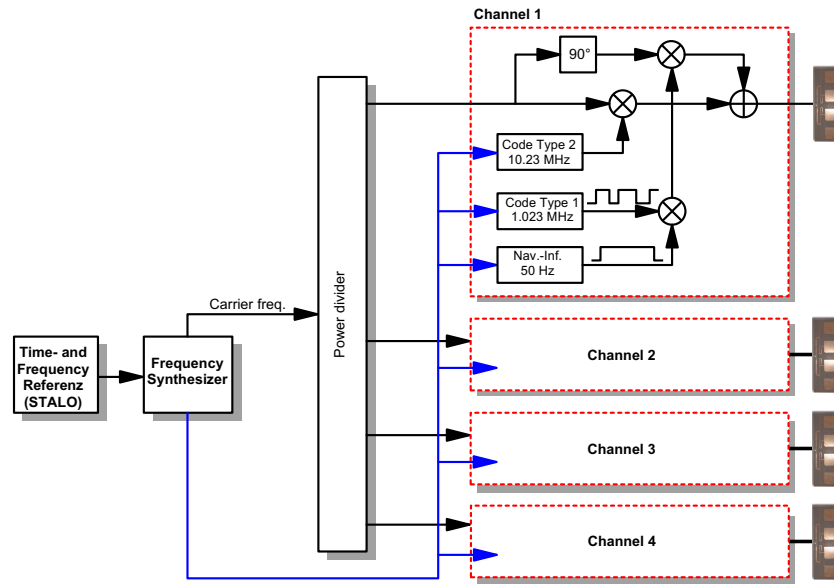 Channel 1
90°
Code Type 2
10.23 MHz
Code Type 1
1.023 MHz
Nav.-Inf.
50 Hz
Carrier freq.
Power divider
Time- and
Frequency
Referenz
(STALO)
Frequency
Synthesizer
Channel 2
Channel 3
Channel 4